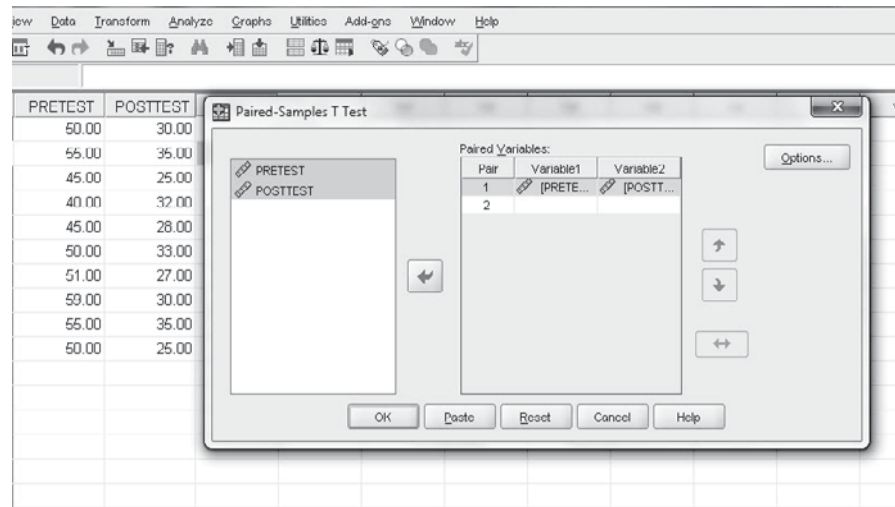 iew Data Transform Analyze Graphs Utilities Add-ons Window Help
PRETEST POSTTEST
50.00 30.00
55.00 35.00
45.00 25.00
40.00 32.00
45.00 28.00
50.00 33.00
51.00 27.00
59.00 30.00
55.00 35.00
50.00 25.00
Paired-Samples T Test
PRETEST
POSTTEST
Paired Variables:
Pair Variable1 Variable2
1 [PRETE... [POSTT...
2
Options...
OK Paste Reset Cancel Help